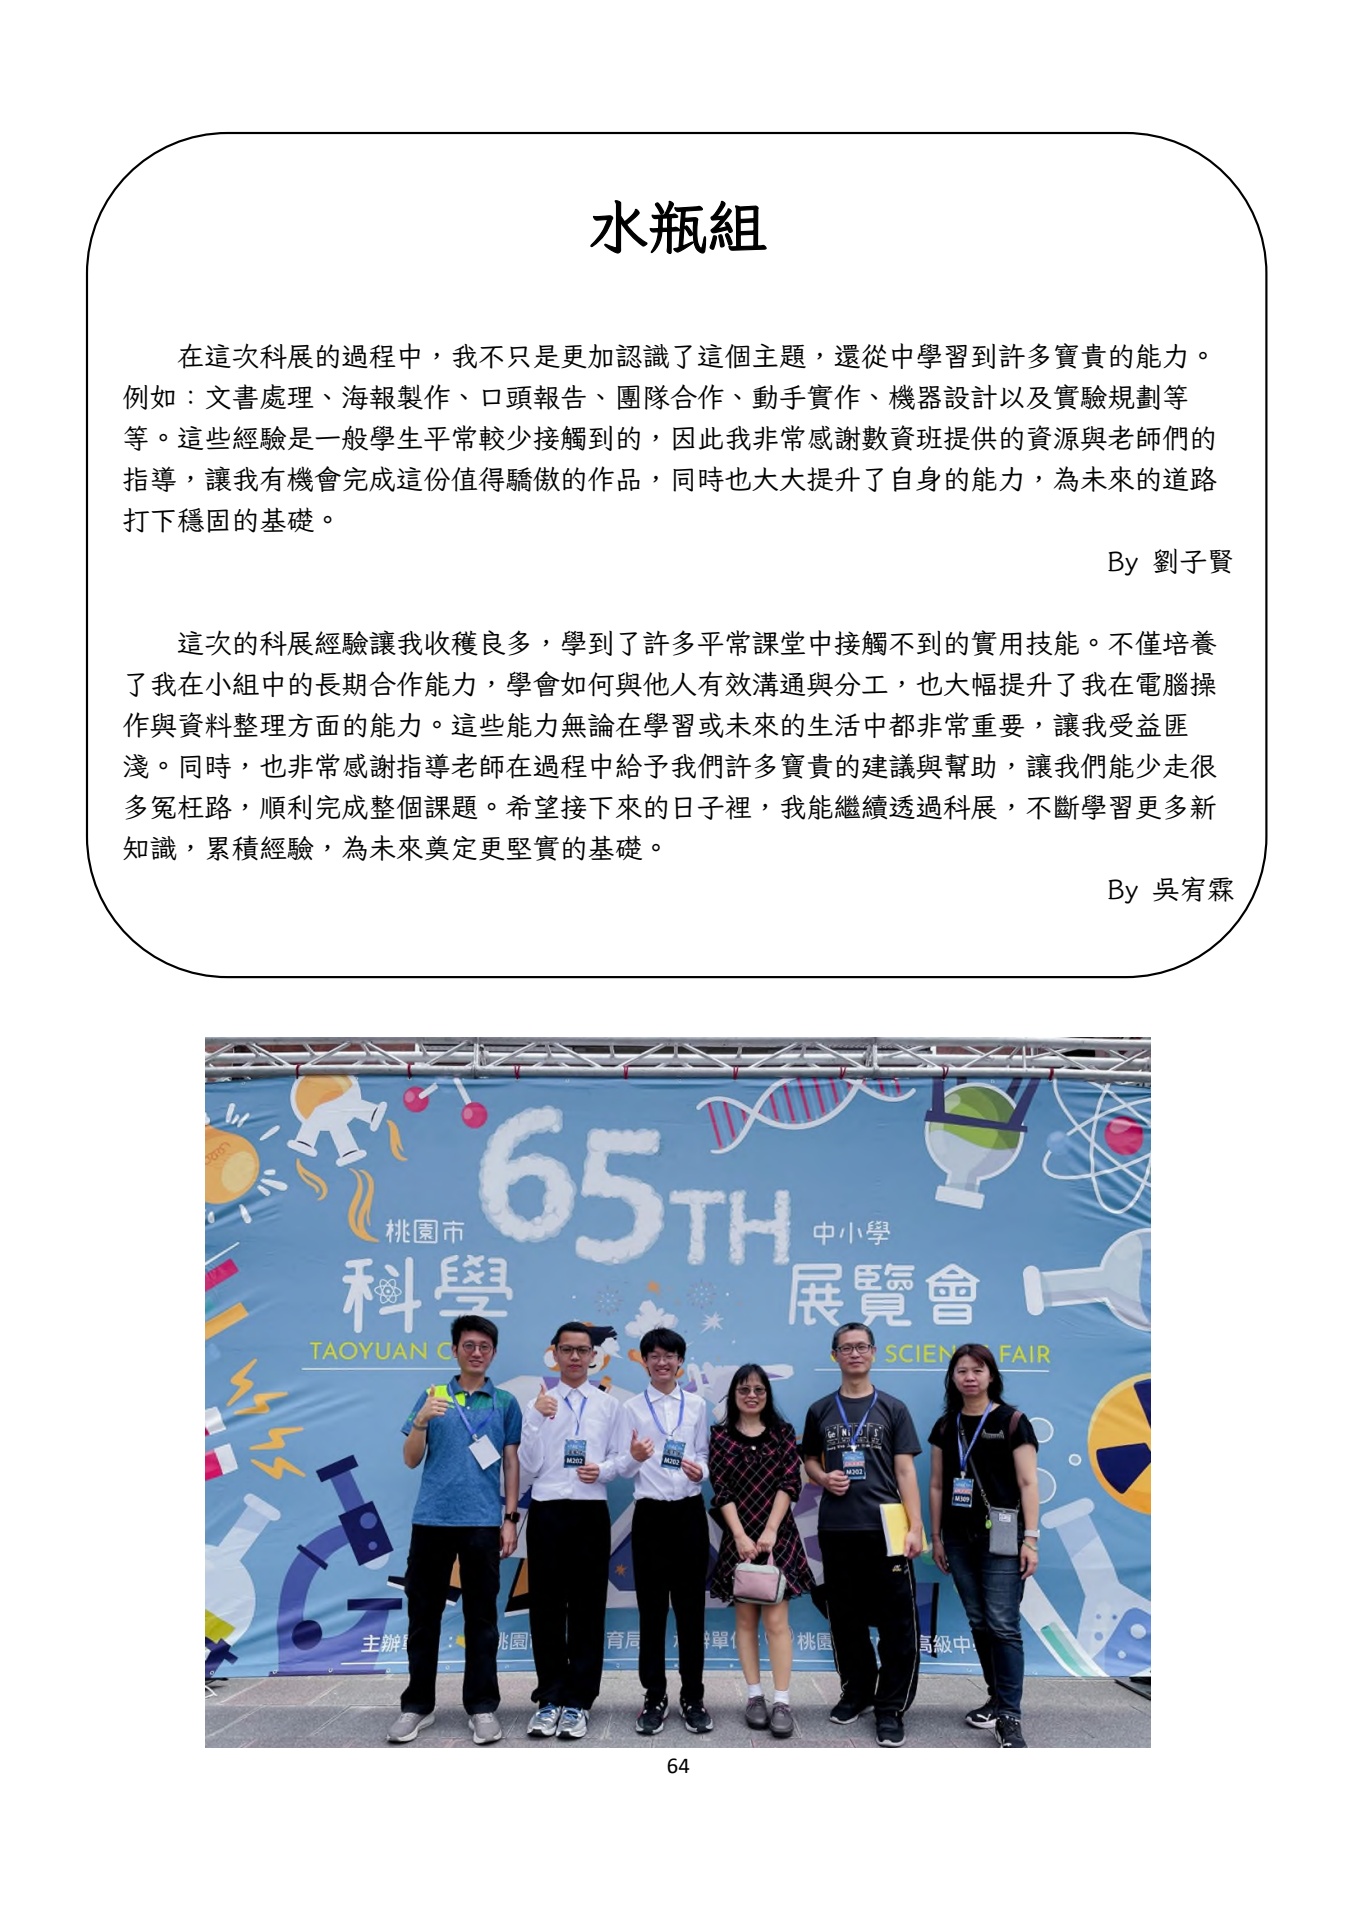 水瓶組
在這次科展的過程中，我不只是更加認識了這個主題，還從中學習到許多寶貴的能力。
例如：文書處理、海報製作、口頭報告、團隊合作、動手實作、機器設計以及實驗規劃等
等。這些經驗是一般學生平常較少接觸到的，因此我非常感謝數資班提供的資源與老師們的
指導，讓我有機會完成這份值得驕傲的作品，同時也大大提升了自身的能力，為未來的道路
打下穩固的基礎。
By 劉子賢
這次的科展經驗讓我收穫良多，學到了許多平常課堂中接觸不到的實用技能。不僅培養
了我在小組中的長期合作能力，學會如何與他人有效溝通與分工，也大幅提升了我在電腦操
作與資料整理方面的能力。這些能力無論在學習或未來的生活中都非常重要，讓我受益匪
淺。同時，也非常感謝指導老師在過程中給予我們許多寶貴的建議與幫助，讓我們能少走很
多冤枉路，順利完成整個課題。希望接下來的日子裡，我能繼續透過科展，不斷學習更多新
知識，累積經驗，為未來奠定更堅實的基礎。
By 吳宥霖
65TH
桃園市 中小學
科學 展覽會
TAOYUAN SCIEN FAIR
M202
M202
M202
M309
主辦 桃園 育局 辦單 桃園 高級中
64